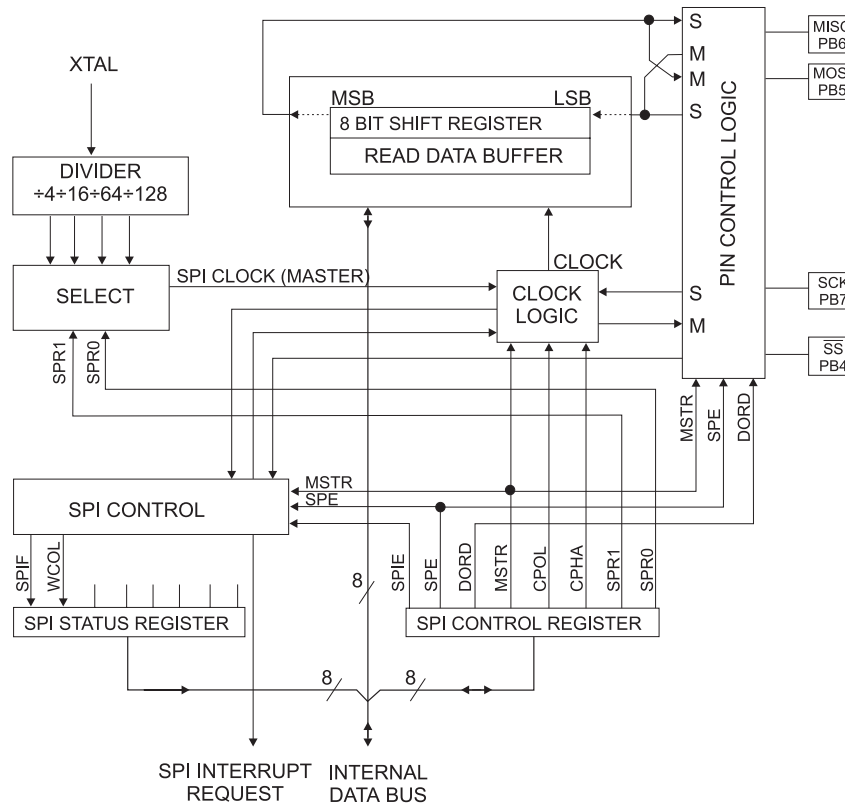 XTAL
DIVIDER
÷4÷16÷64÷128
SELECT
SPI CLOCK (MASTER)
SPR1
SPR0
MSB
LSB
8 BIT SHIFT REGISTER
READ DATA BUFFER
CLOCK
CLOCK
LOGIC
S
M
M
S
S
M
PIN CONTROL LOGIC
PB6
PB5
SCK
PB7
SS
PB4
MSTR
SPE
DORD
SPI CONTROL
MSTR
SPE
SPIF
WCOL
SPI STATUS REGISTER
SPIE
SPE
DORD
MSTR
CPOL
CPHA
SPR1
SPR0
SPI CONTROL REGISTER
8
8
8
SPI INTERRUPT
REQUEST
INTERNAL
DATA BUS